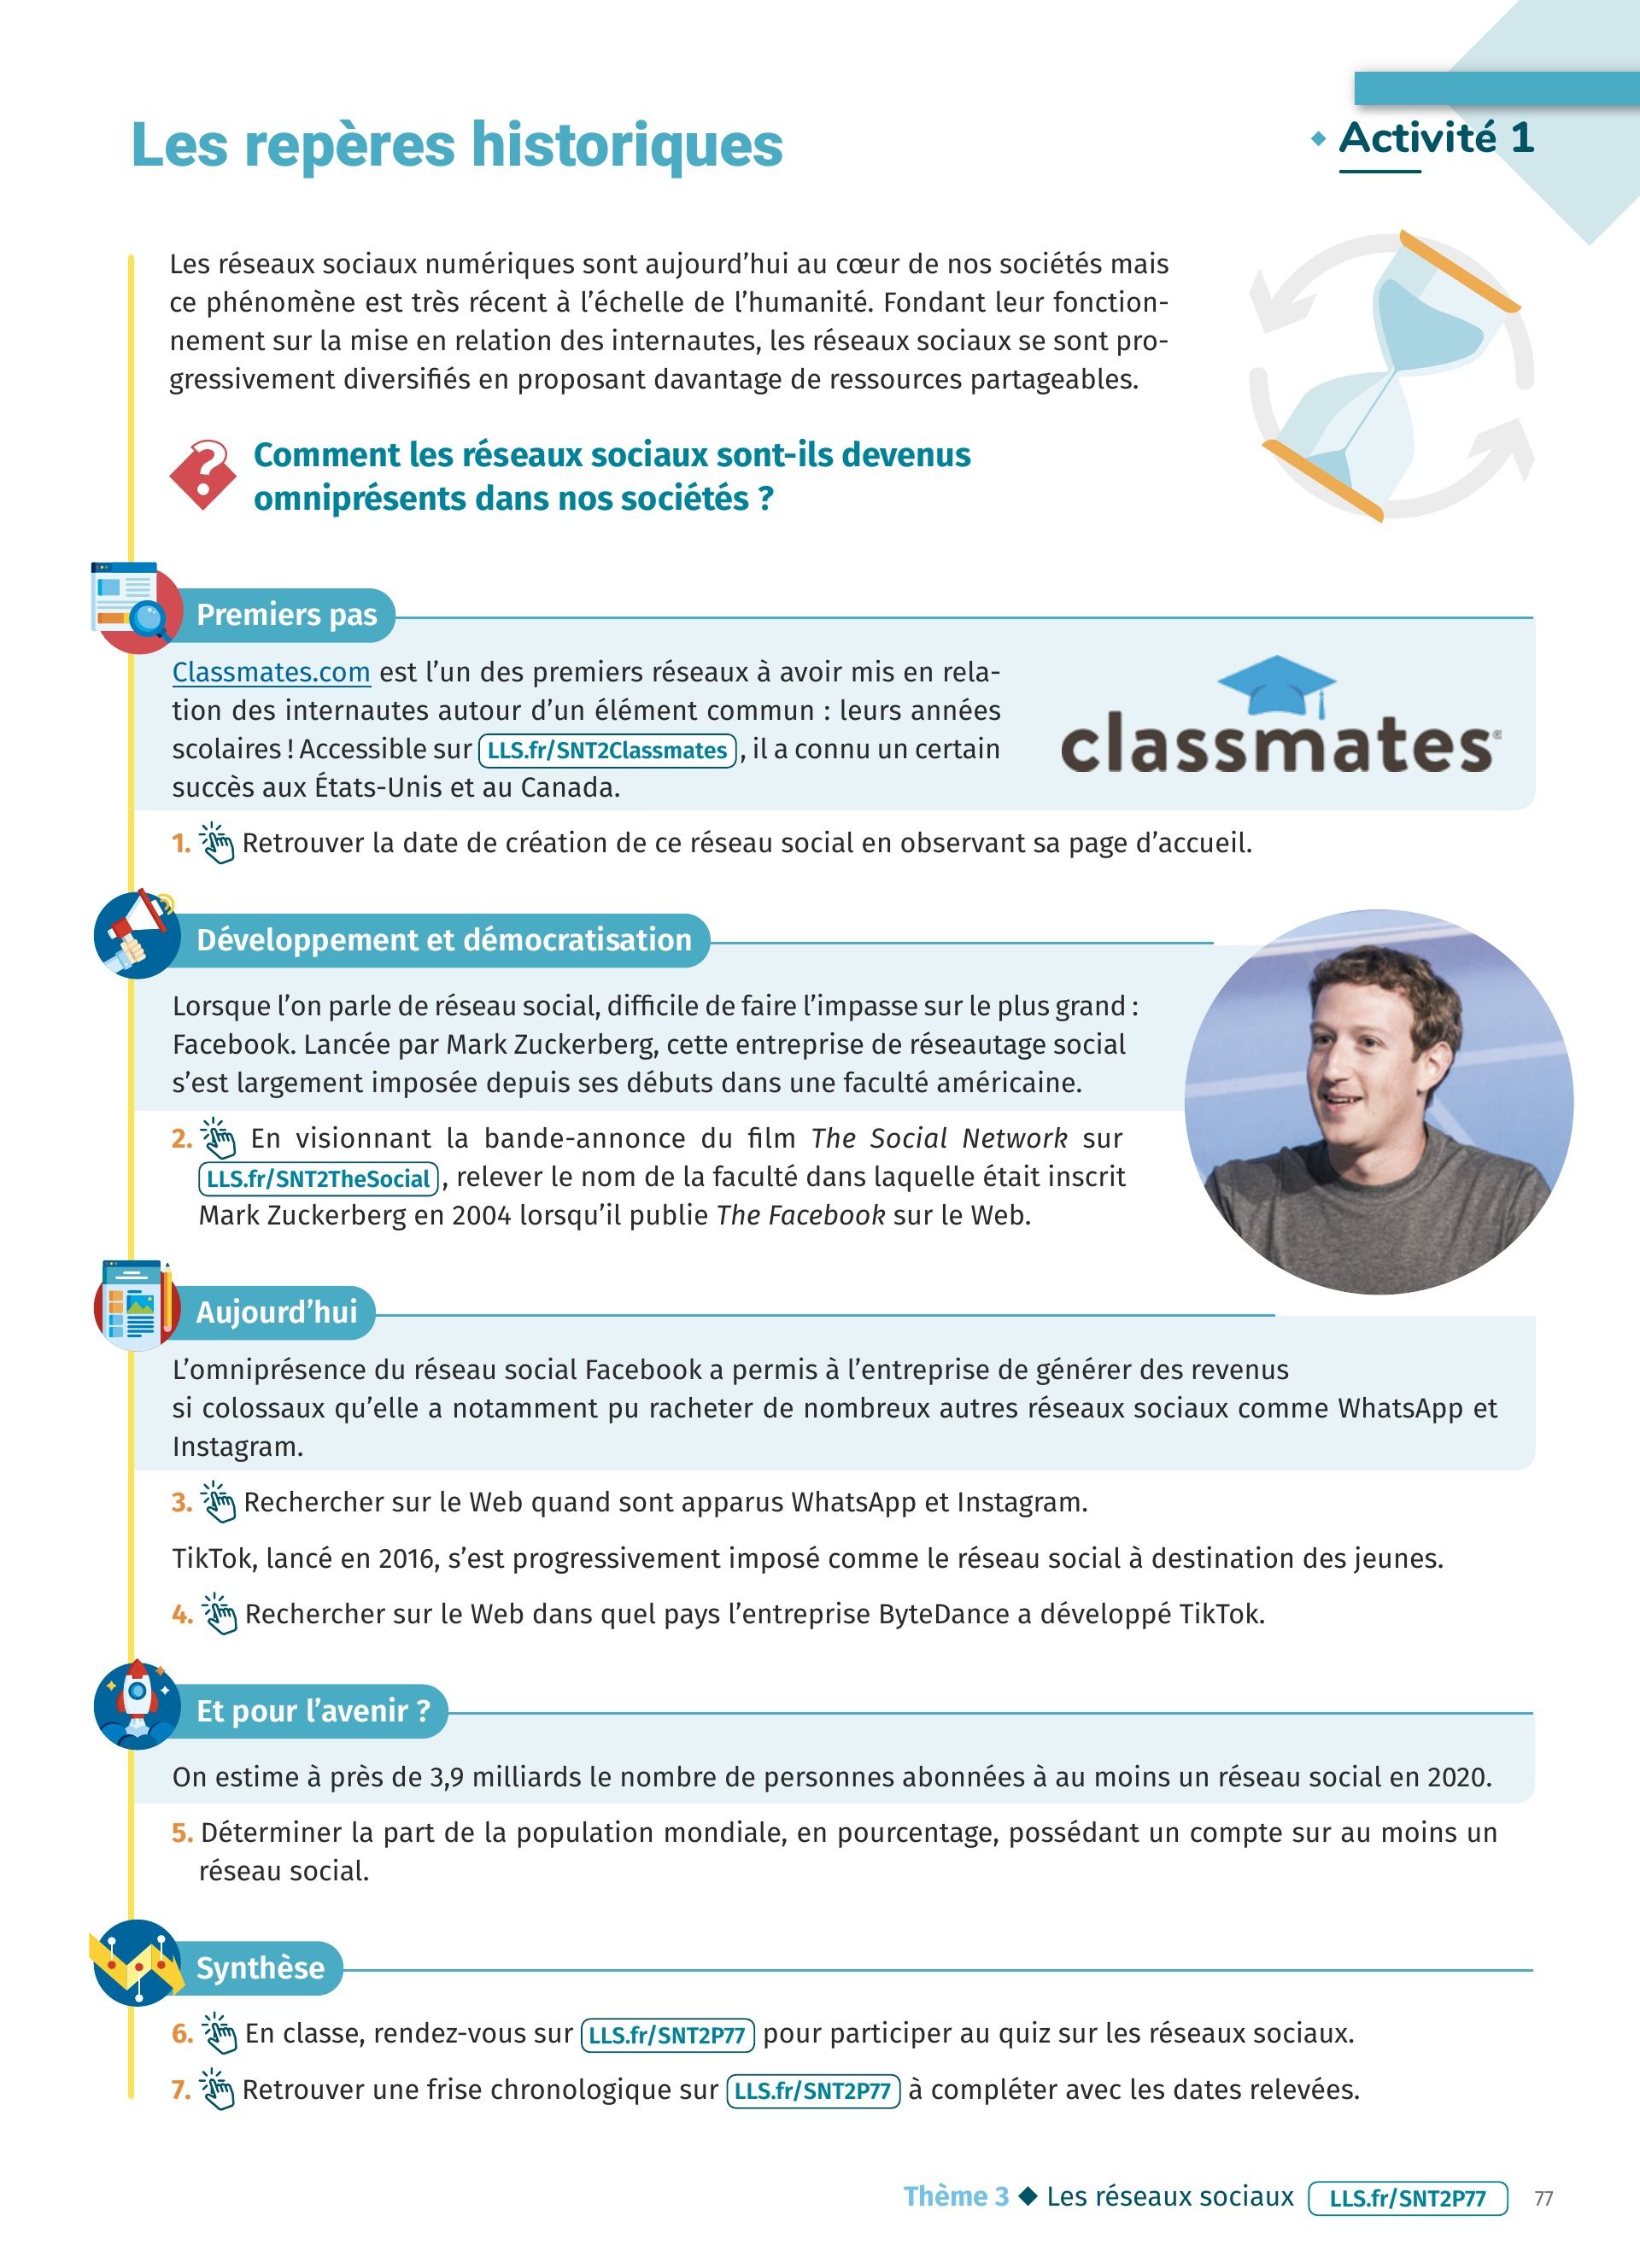 Les repères historiques
Activité 1
Les réseaux sociaux numériques sont aujourd’hui au cœur de nos sociétés mais
ce phénomène est très récent à l’échelle de l’humanité. Fondant leur fonction-
nement sur la mise en relation des internautes, les réseaux sociaux se sont pro-
gressivement diversifiés en proposant davantage de ressources partageables.
?
Comment les réseaux sociaux sont-ils devenus
omniprésents dans nos sociétés ?
Premiers pas
Classmates.com est l’un des premiers réseaux à avoir mis en rela-
tion des internautes autour d’un élément commun : leurs années
scolaires ! Accessible sur LLS.fr/SNT2Classmates , il a connu un certain
succès aux États-Unis et au Canada.
classmates
1. Retrouver la date de création de ce réseau social en observant sa page d’accueil.
Développement et démocratisation
Lorsque l’on parle de réseau social, difficile de faire l’impasse sur le plus grand :
Facebook. Lancée par Mark Zuckerberg, cette entreprise de réseautage social
s’est largement imposée depuis ses débuts dans une faculté américaine.
2. En visionnant la bande-annonce du film The Social Network sur
LLS.fr/SNT2TheSocial , relever le nom de la faculté dans laquelle était inscrit
Mark Zuckerberg en 2004 lorsqu’il publie The Facebook sur le Web.
Aujourd’hui
L’omniprésence du réseau social Facebook a permis à l’entreprise de générer des revenus
si colossaux qu’elle a notamment pu racheter de nombreux autres réseaux sociaux comme WhatsApp et
Instagram.
3. Rechercher sur le Web quand sont apparus WhatsApp et Instagram.
TikTok, lancé en 2016, s’est progressivement imposé comme le réseau social à destination des jeunes.
4. Rechercher sur le Web dans quel pays l’entreprise ByteDance a développé TikTok.
Et pour l’avenir ?
On estime à près de 3,9 milliards le nombre de personnes abonnées à au moins un réseau social en 2020.
5. Déterminer la part de la population mondiale, en pourcentage, possédant un compte sur au moins un
réseau social.
Synthèse
6. En classe, rendez-vous sur LLS.fr/SNT2P77 pour participer au quiz sur les réseaux sociaux.
7. Retrouver une frise chronologique sur LLS.fr/SNT2P77 à compléter avec les dates relevées.
Thème 3 ◆ Les réseaux sociaux LLS.fr/SNT2P77 77